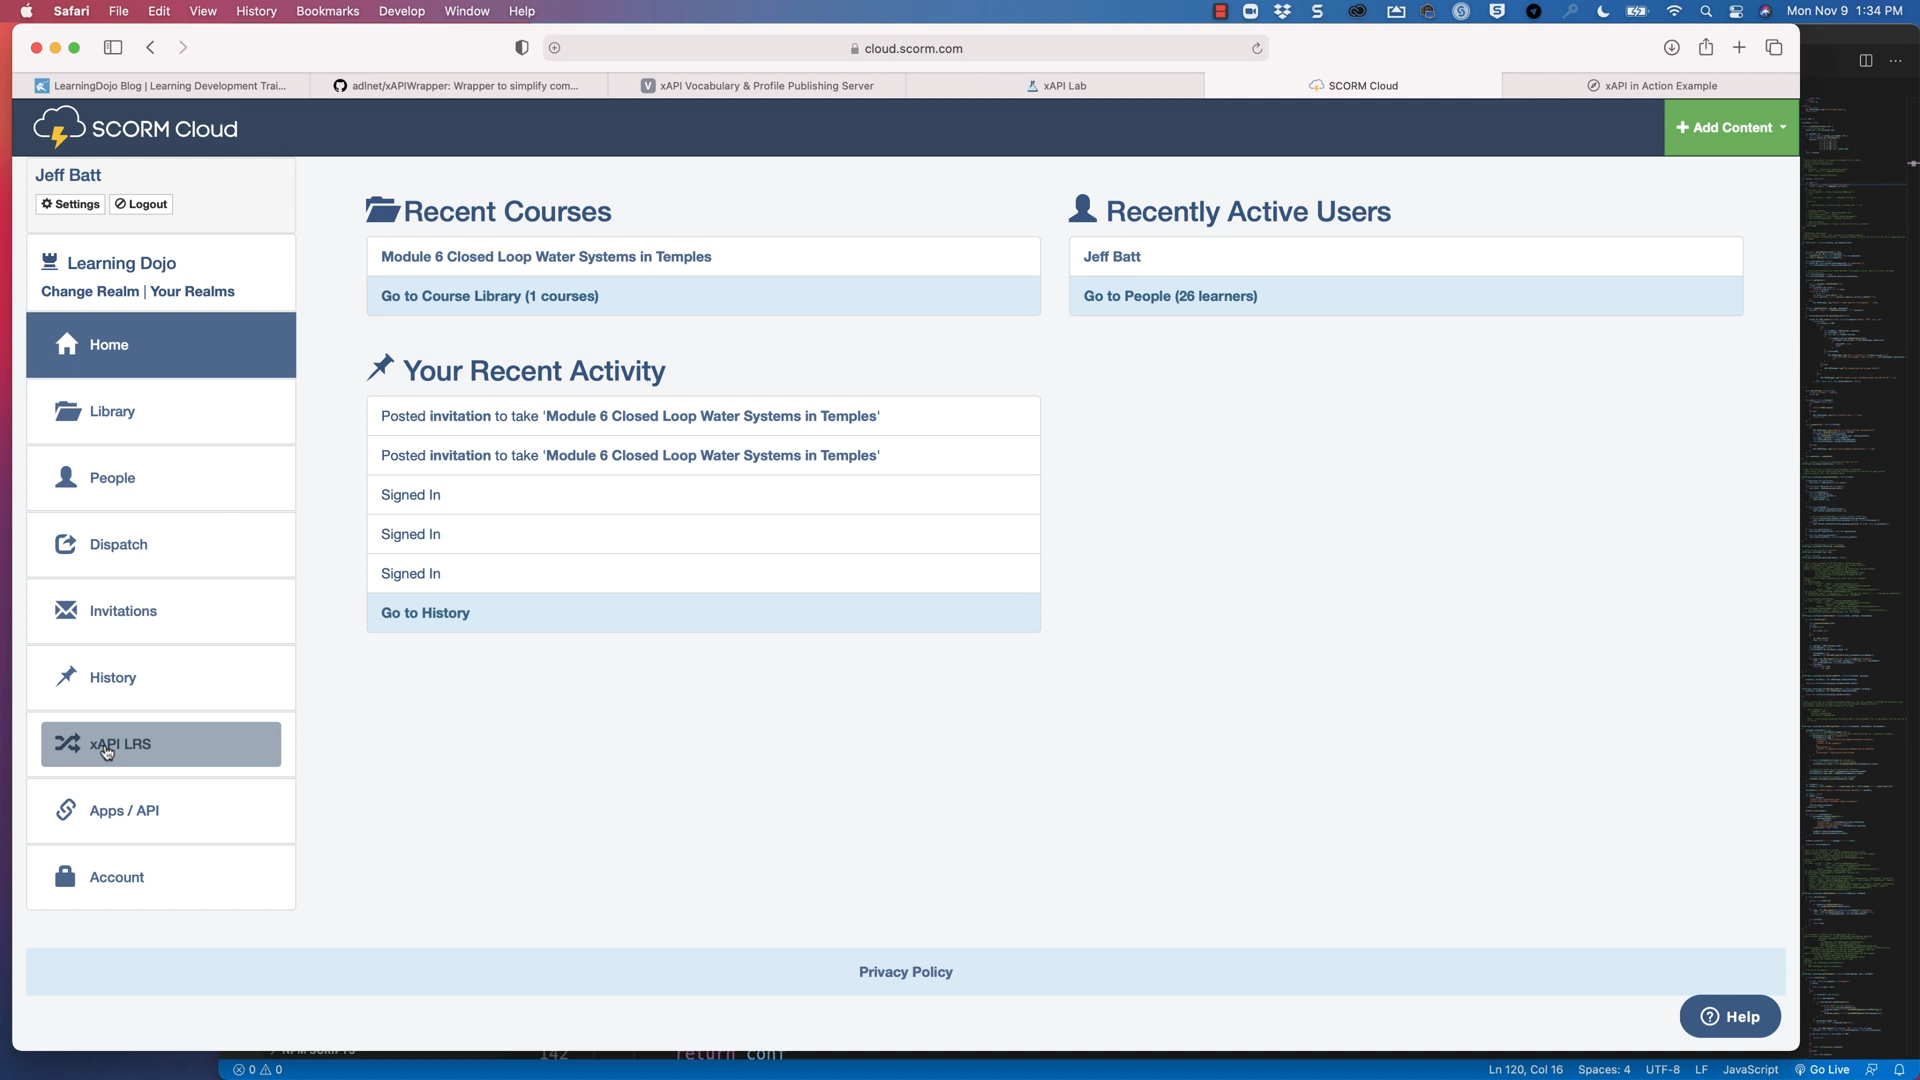 Safari File Edit View History Bookmarks Develop Window Help Mon Nov 9 1:34 PM
cloud.scorm.com
LearningDojo Blog | Learning Development Trai...
adlnet/xAPIWrapper: Wrapper to simplify com...
xAPI Vocabulary & Profile Publishing Server
xAPI Lab
SCORM Cloud
xAPI in Action Example
SCORM Cloud
Add Content
Jeff Batt
Settings
Logout
Learning Dojo
Change Realm | Your Realms
Home
Library
People
Dispatch
Invitations
History
xAPI LRS
Apps / API
Account
Recent Courses
Module 6 Closed Loop Water Systems in Temples
Go to Course Library (1 courses)
Your Recent Activity
Posted invitation to take 'Module 6 Closed Loop Water Systems in Temples'
Posted invitation to take 'Module 6 Closed Loop Water Systems in Temples'
Signed In
Signed In
Signed In
Go to History
Recently Active Users
Jeff Batt
Go to People (26 learners)
Privacy Policy
Help
142 return conf
0 0 Ln 120, Col 16 Spaces: 4 UTF-8 LF JavaScript Go Live